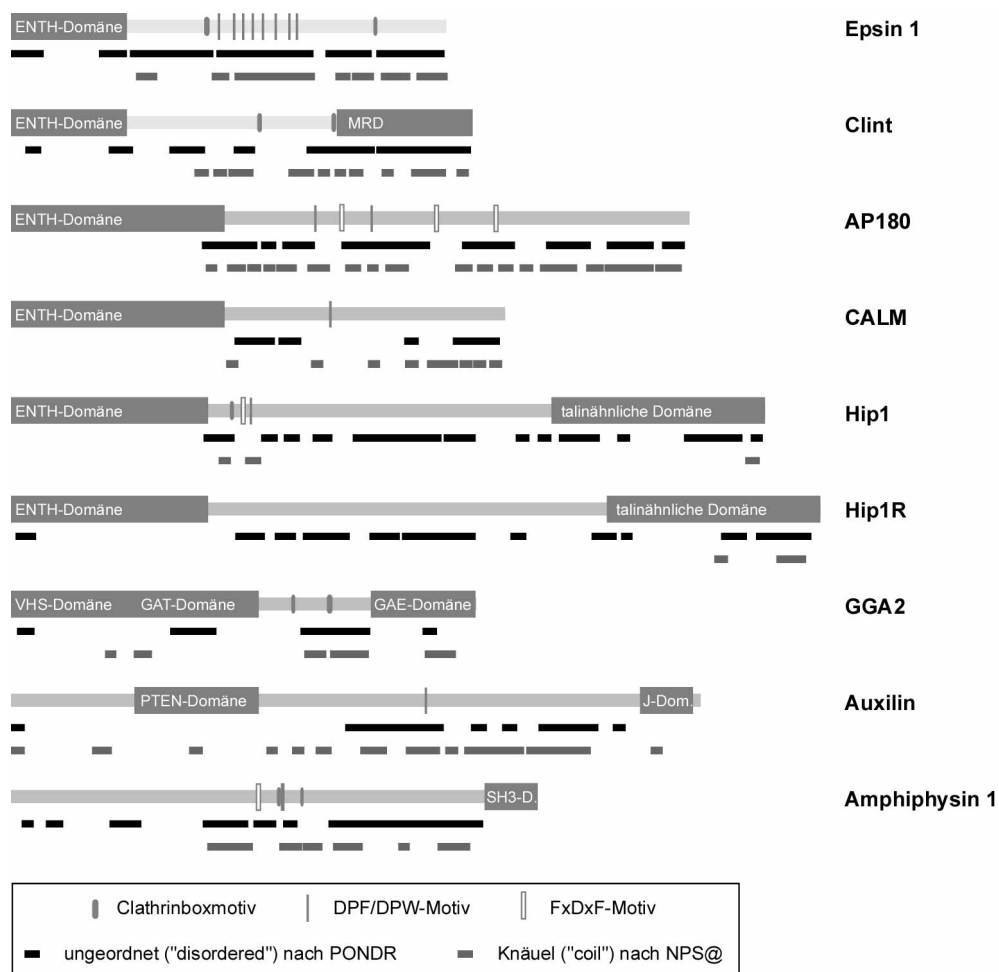 ENTH-Domäne
Epsin 1
ENTH-Domäne MRD
Clint
ENTH-Domäne
AP180
ENTH-Domäne
CALM
ENTH-Domäne talinähnliche Domäne
Hip1
ENTH-Domäne talinähnliche Domäne
Hip1R
VHS-Domäne GAT-Domäne GAE-Domäne
GGA2
PTEN-Domäne J-Dom.
Auxilin
SH3-D.
Amphiphysin 1
Clathrinboxmotiv DPF/DPW-Motiv FxDxF-Motiv
ungeordnet ("disordered") nach PONDR Knäuel ("coil") nach NPS@